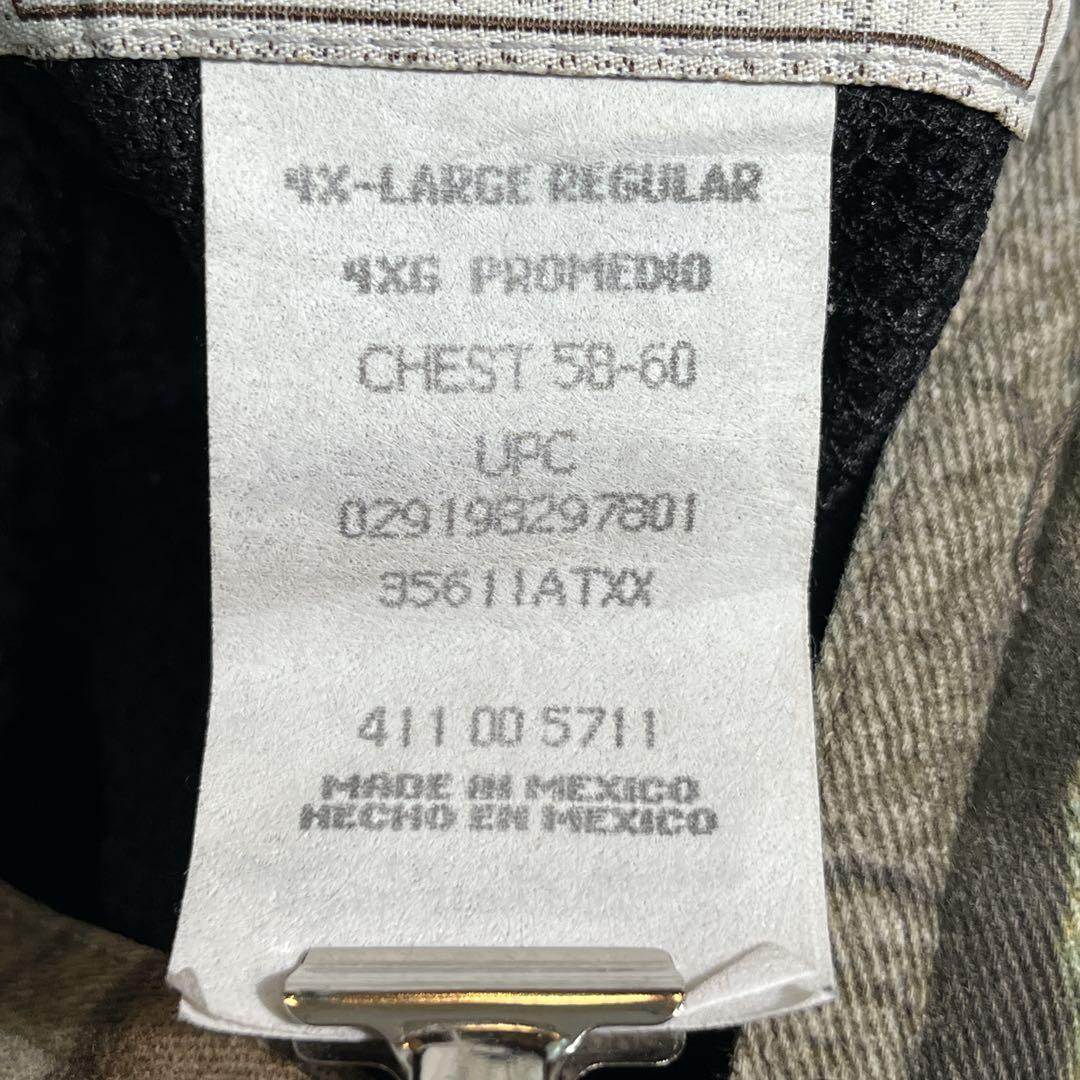 4X-LARGE REGULAR
4XG PROMEDIO
CHEST 58-60
UPC
029198297801
35611ATXX
411 00 5711
MADE IN MEXICO
HECHO EN MEXICO